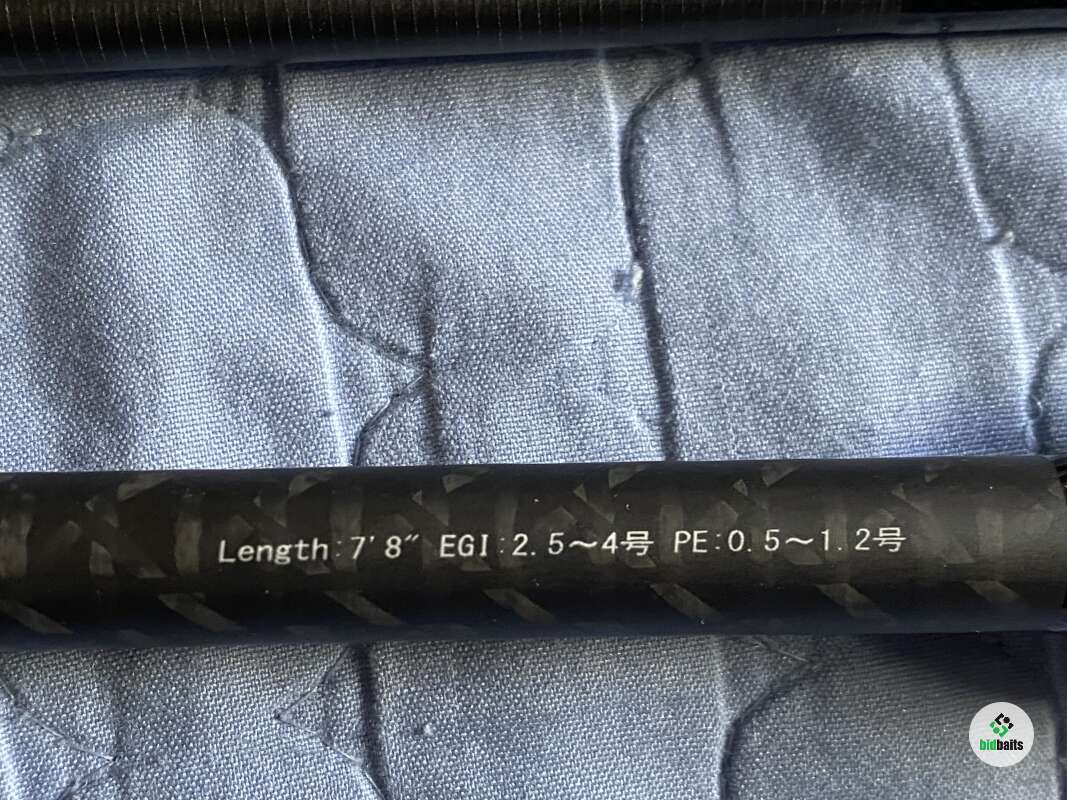 Length:7'8" EGI:2.5～4号 PE:0.5～1.2号
bidbaits